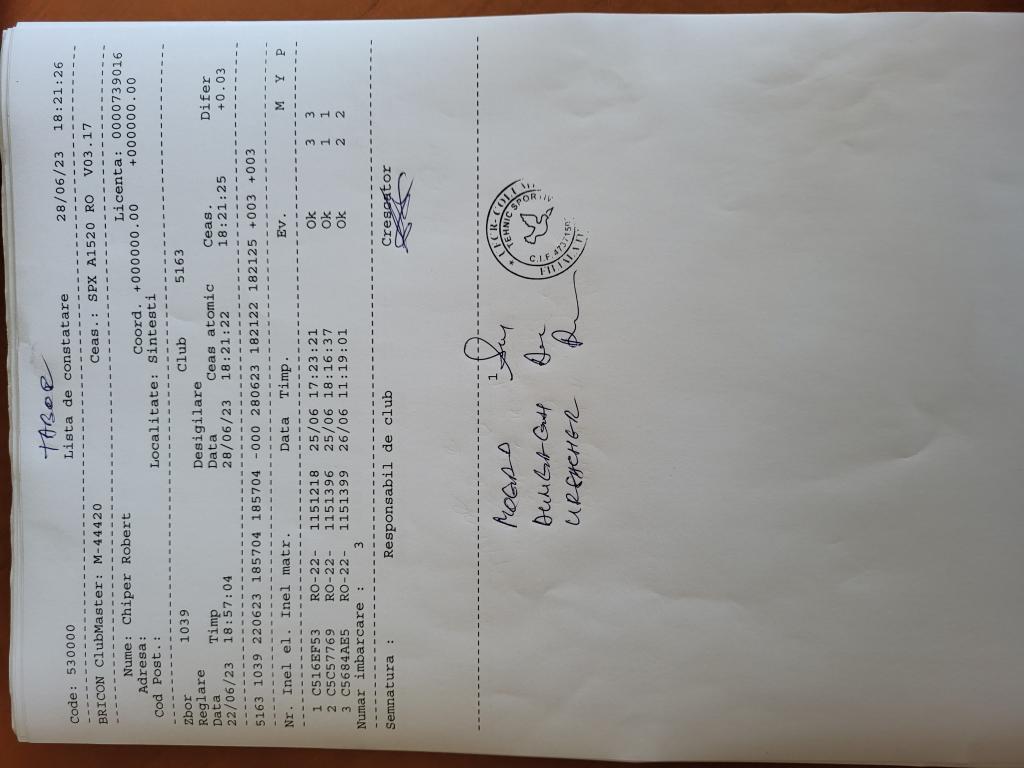 TABOR
Code: 530000 Lista de constatare 28/06/23 18:21:26
BRICON ClubMaster: M-44420 Ceas.: SPX A1520 RO V03.17
Nume: Chiper Robert Licenta: 00000739016
Adresa: Coord. +000000.00 +000000.00
Cod Post.: Localitate: Sintesti
Zbor 1039 Club 5163
Reglare Desigilare
Data Timp Data Ceas atomic Ceas. Difer
22/06/23 18:57:04 28/06/23 18:21:22 18:21:25 +0.03
5163 1039 220623 185704 185704 -000 280623 182122 182125 +003 +003
Nr. Inel el. Inel matr. Data Timp. Ev. M Y P
1 C516EF53 RO-22- 1151218 25/06 17:23:21 Ok 3 3
2 C5C57769 RO-22- 1151396 25/06 18:16:37 Ok 1 1
3 C5684AE5 RO-22- 1151399 26/06 11:19:01 Ok 2 2
Numar imbarcare : 3
Semnatura : Responsabil de club Crescator
TEHNIC SPORTIV
C.I.F.
FILIALA